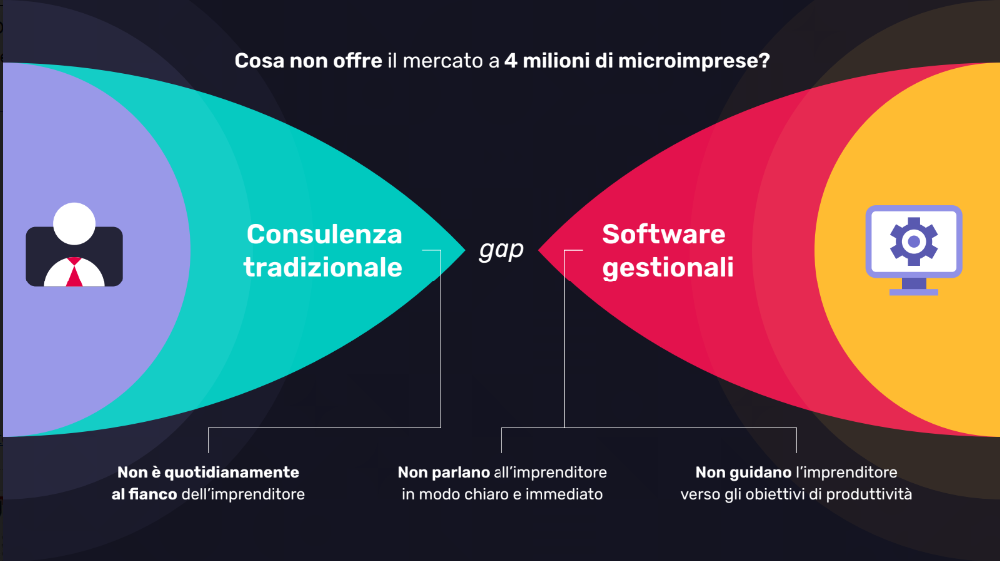 Cosa non offre il mercato a 4 milioni di microimprese?
Consulenza
tradizionale
gap
Software
gestionali
Non è quotidianamente
al fianco dell'imprenditore
Non parlano all'imprenditore
in modo chiaro e immediato
Non guidano l'imprenditore
verso gli obiettivi di produttività